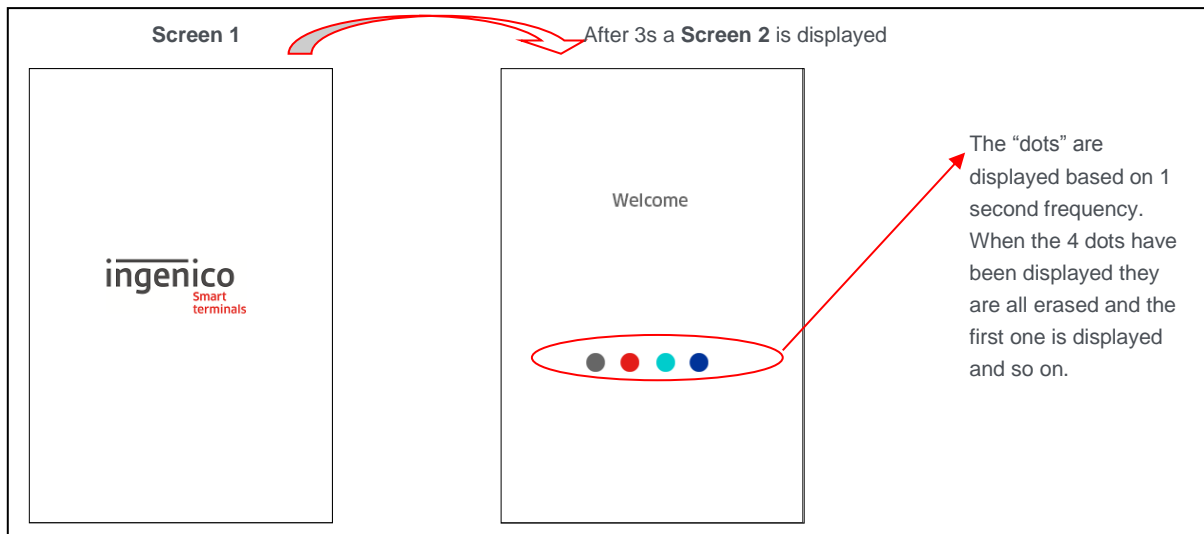 Screen 1
After 3s a Screen 2 is displayed
ingenico
Smart
terminals
Welcome
The “dots” are
displayed based on 1
second frequency.
When the 4 dots have
been displayed they
are all erased and the
first one is displayed
and so on.